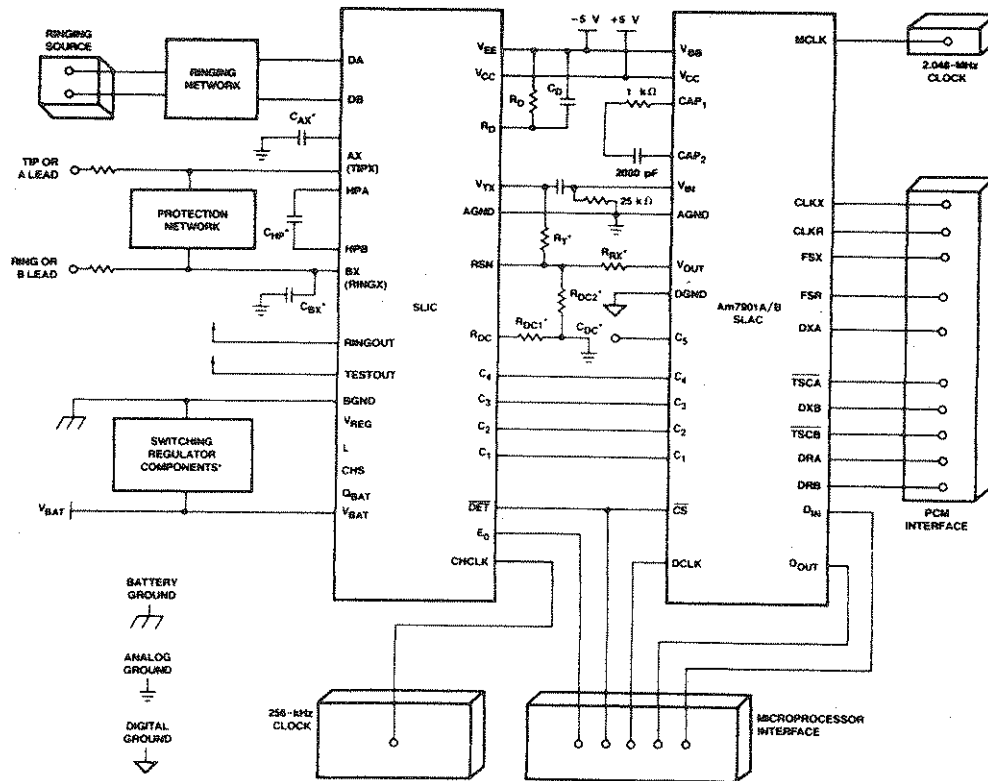 RINGING
SOURCE
RINGING
NETWORK
DA
DB
CAX*
TIP OR
A LEAD
AX
(TIPX)
HPA
PROTECTION
NETWORK
CHP*
HPB
RING OR
B LEAD
BX
(RINGX)
CBX*
RINGOUT
TESTOUT
BGND
VREG
SWITCHING
REGULATOR
COMPONENTS*
L
CHS
QBAT
VBAT
VBAT
SLIC
VEE
VCC
RD
VTX
AGND
RSN
RDC
C4
C3
C2
C1
DET
E0
CHCLK
-5 V
+5 V
RD
CD
1 kΩ
2000 pF
25 kΩ
RT*
RRX*
RDC2*
RDC1*
CDC*
VBB
VCC
CAP1
CAP2
VIN
AGND
VOUT
DGND
C5
C4
C3
C2
C1
CS
DCLK
Am7901A/B
SLAC
MCLK
2.048-MHz
CLOCK
CLKX
CLKR
FSX
FSR
DXA
TSCA
DXB
TSCB
DRA
DRB
DIN
DOUT
PCM
INTERFACE
BATTERY
GROUND
ANALOG
GROUND
DIGITAL
GROUND
256-kHz
CLOCK
MICROPROCESSOR
INTERFACE